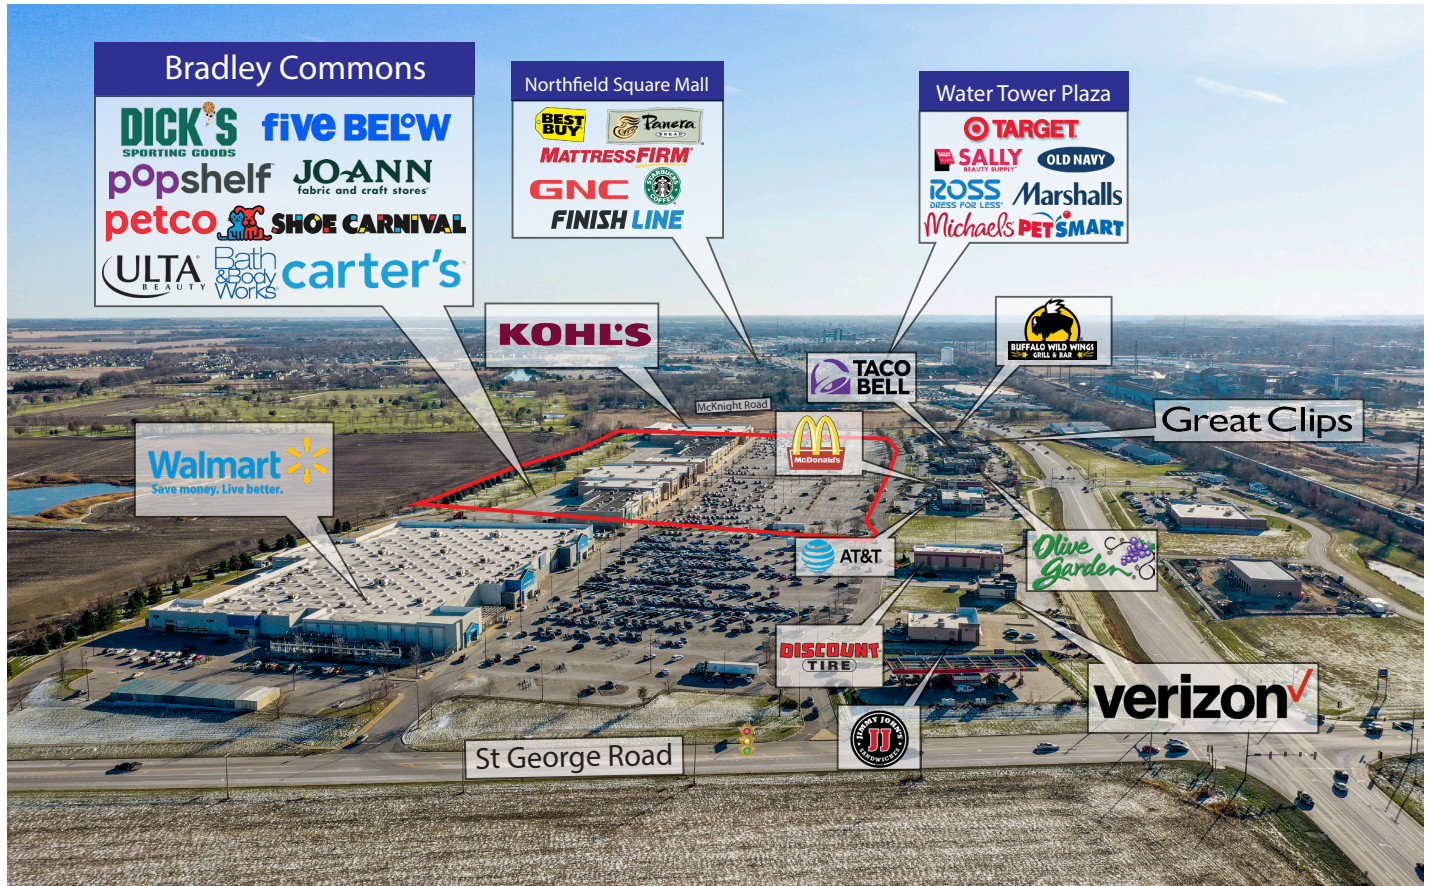 Bradley Commons
DICK'S
SPORTING GOODS
five BELOW
popshelf
JO-ANN
fabric and craft stores
petco
SHOE CARNIVAL
ULTA
BEAUTY
Bath
& Body
Works
carter's
Northfield Square Mall
BEST
BUY
Panera
BREAD
MATTRESSFIRM
GNC
STARBUCKS
COFFEE
FINISH LINE
Water Tower Plaza
TARGET
SALLY
BEAUTY SUPPLY
OLD NAVY
ROSS
DRESS FOR LESS
Marshalls
Michaels
PETSMART
KOHL'S
BUFFALO WILD WINGS
GRILL & BAR
TACO
BELL
McKnight Road
Great Clips
McDonald's
Walmart
Save money. Live better.
AT&T
Olive
Garden
DISCOUNT
TIRE
verizon
JIMMY JOHN'S
JJ
SANDWICHES
St George Road